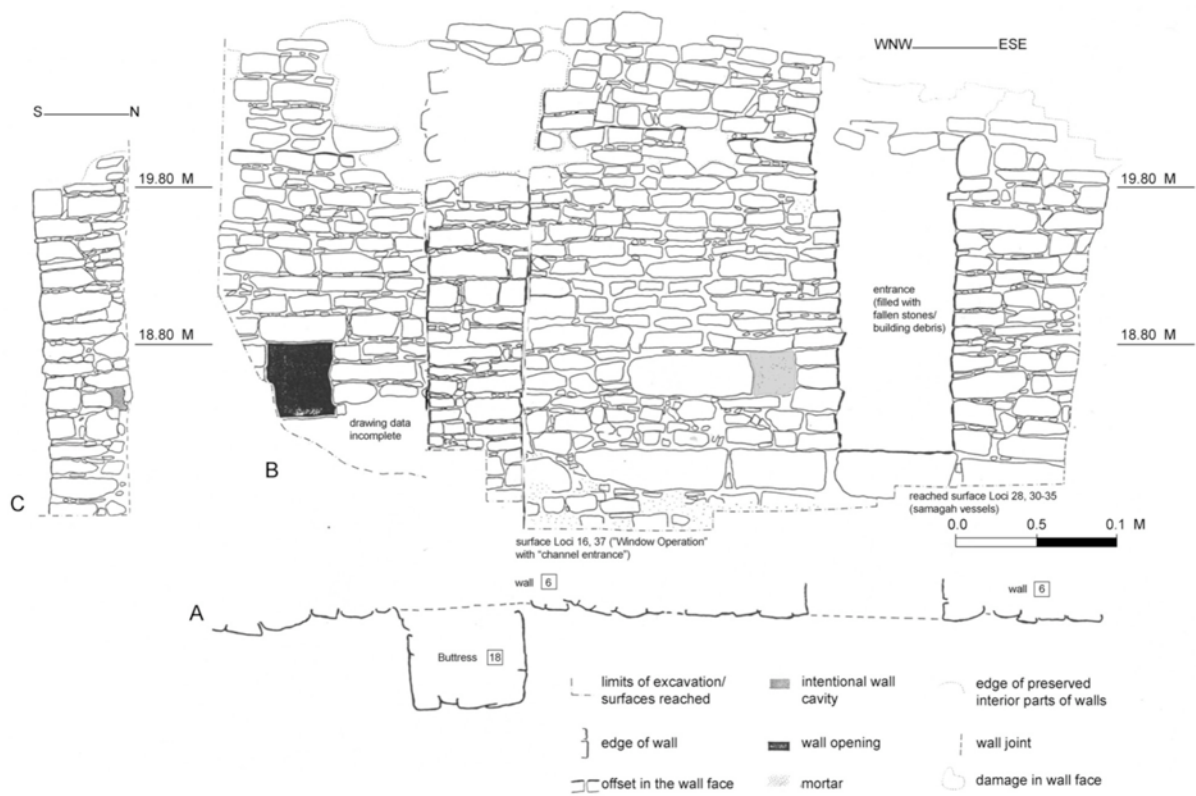 WNW ESE
S N
19.80 M
19.80 M
entrance
(filled with
fallen stones/
building debris)
18.80 M
18.80 M
drawing data
incomplete
B
C
reached surface Loci 28, 30-35
(samagah vessels)
0.0 0.5 0.1 M
surface Loci 16, 37 ("Window Operation"
with "channel entrance")
wall 6
wall 6
A
Buttress 18
limits of excavation/
surfaces reached
intentional wall
cavity
edge of preserved
interior parts of walls
edge of wall
wall opening
wall joint
offset in the wall face
mortar
damage in wall face